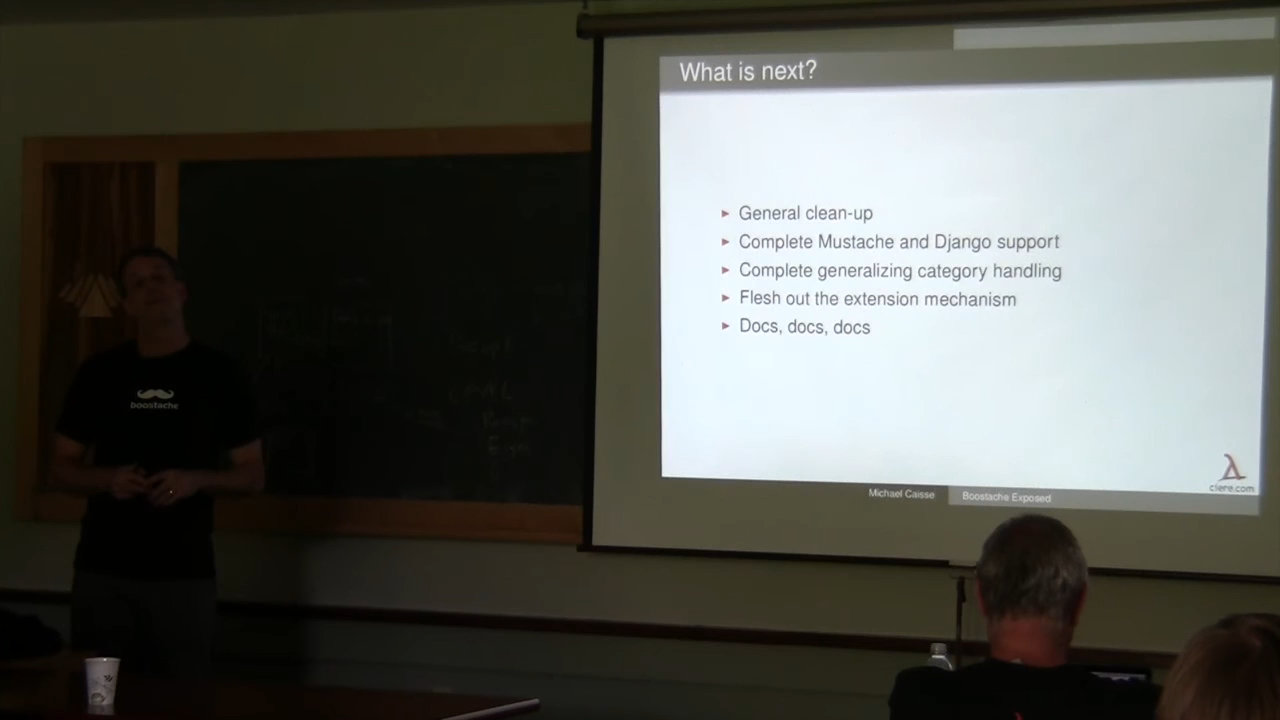 What is next?
► General clean-up
► Complete Mustache and Django support
► Complete generalizing category handling
► Flesh out the extension mechanism
► Docs, docs, docs
ciere.com
Michael Caisse
Boostache Exposed
boostache